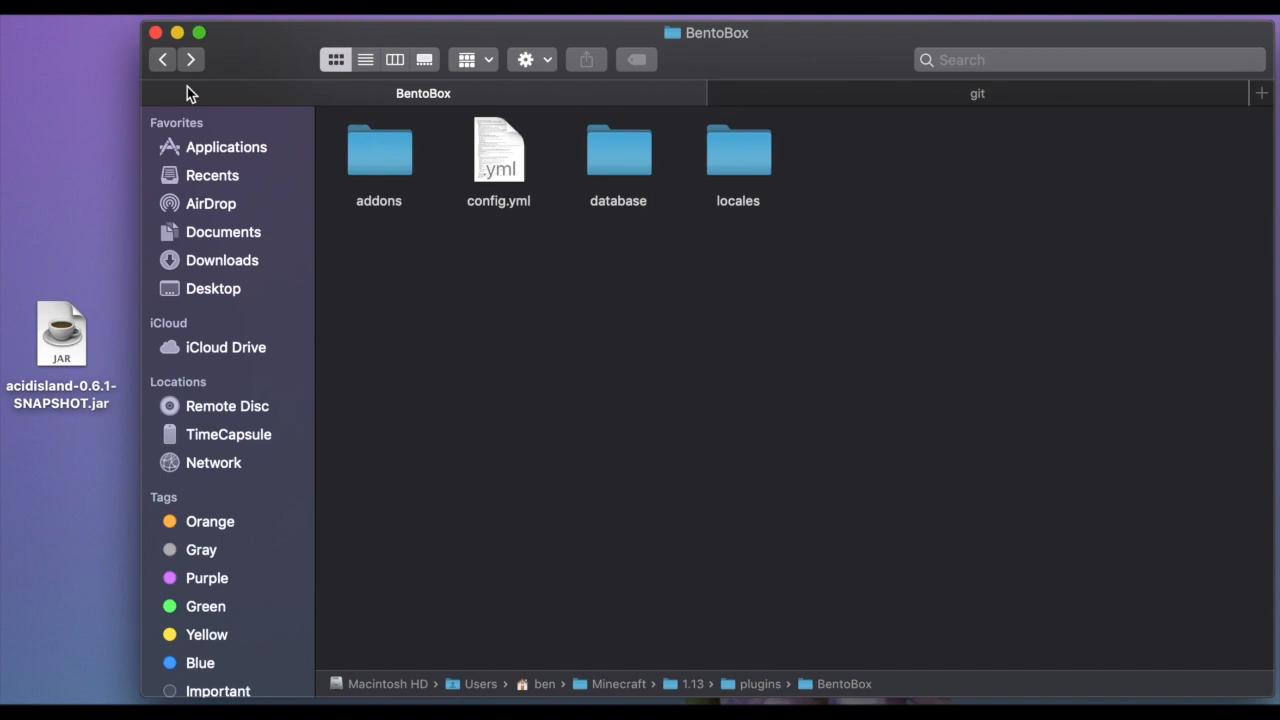 BentoBox
Search
BentoBox
git
Favorites
Applications
Recents
AirDrop
Documents
Downloads
Desktop
iCloud
iCloud Drive
Locations
Remote Disc
TimeCapsule
Network
Tags
Orange
Gray
Purple
Green
Yellow
Blue
Important
addons
yml
config.yml
database
locales
JAR
acidisland-0.6.1-
SNAPSHOT.jar
Macintosh HD › Users › ben › Minecraft › 1.13 › plugins › BentoBox